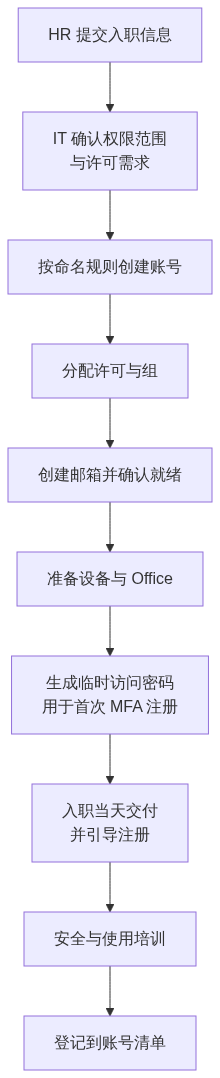 HR 提交入职信息
IT 确认权限范围
与许可需求
按命名规则创建账号
分配许可与组
创建邮箱并确认就绪
准备设备与 Office
生成临时访问密码
用于首次 MFA 注册
入职当天交付
并引导注册
安全与使用培训
登记到账号清单